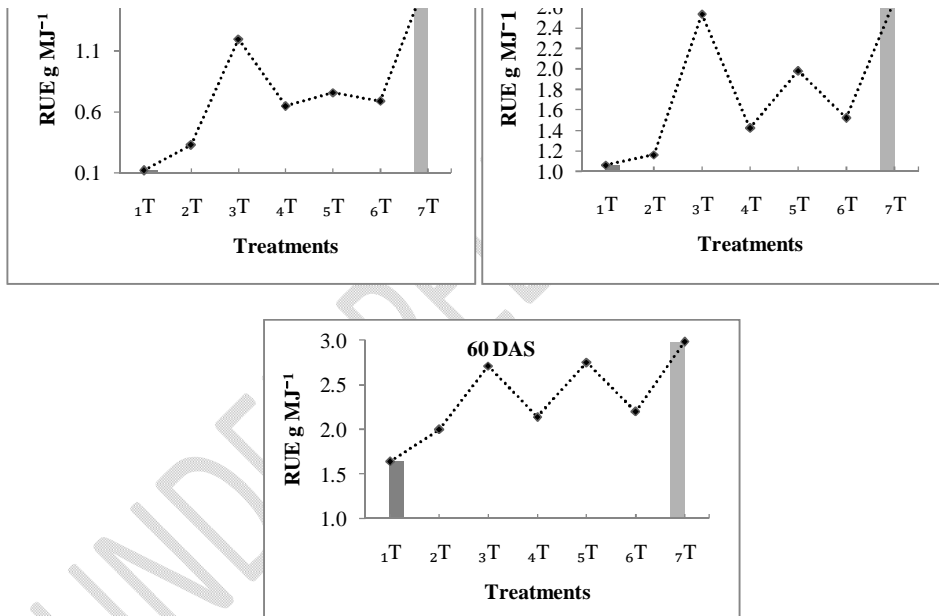 RUE g MJ⁻¹
1.1
0.6
0.1
₁T ₂T ₃T ₄T ₅T ₆T ₇T
Treatments
RUE g MJ⁻1
2.6
2.4
2.2
2.0
1.8
1.6
1.4
1.2
1.0
₁T ₂T ₃T ₄T ₅T ₆T ₇T
Treatments
60 DAS
RUE g MJ⁻¹
3.0
2.5
2.0
1.5
1.0
₁T ₂T ₃T ₄T ₅T ₆T ₇T
Treatments
UNDE